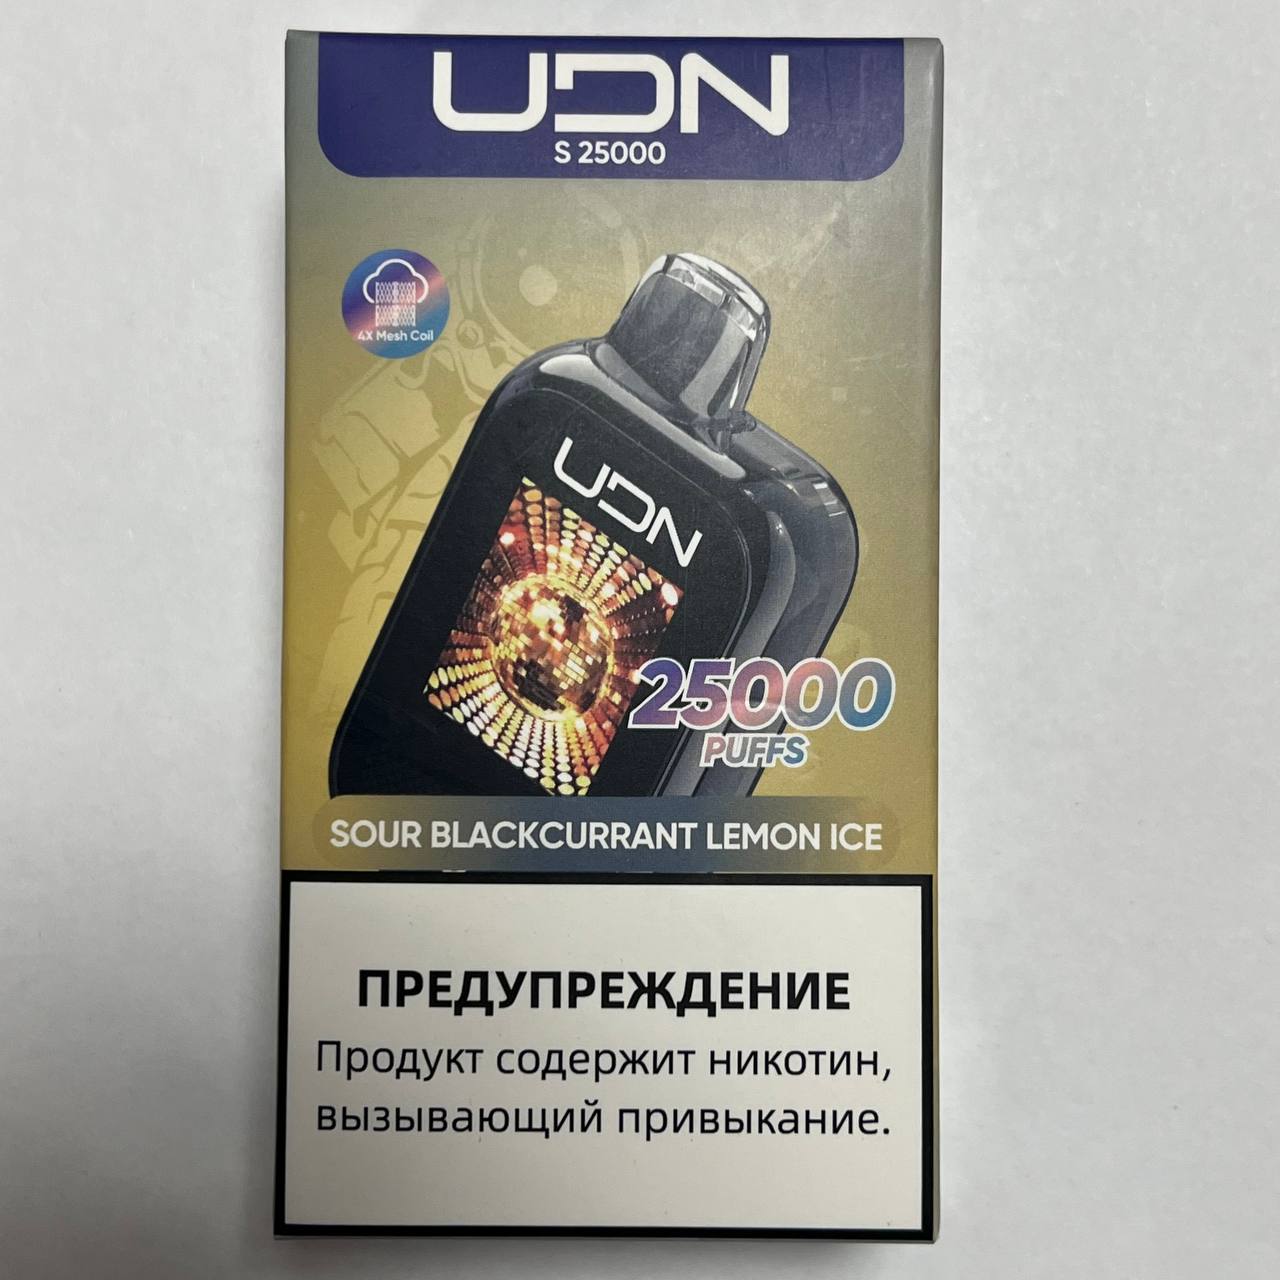 UDN
S 25000
4X Mesh Coil
UDN
25000
PUFFS
SOUR BLACKCURRANT LEMON ICE
ПРЕДУПРЕЖДЕНИЕ
Продукт содержит никотин,
вызывающий привыкание.